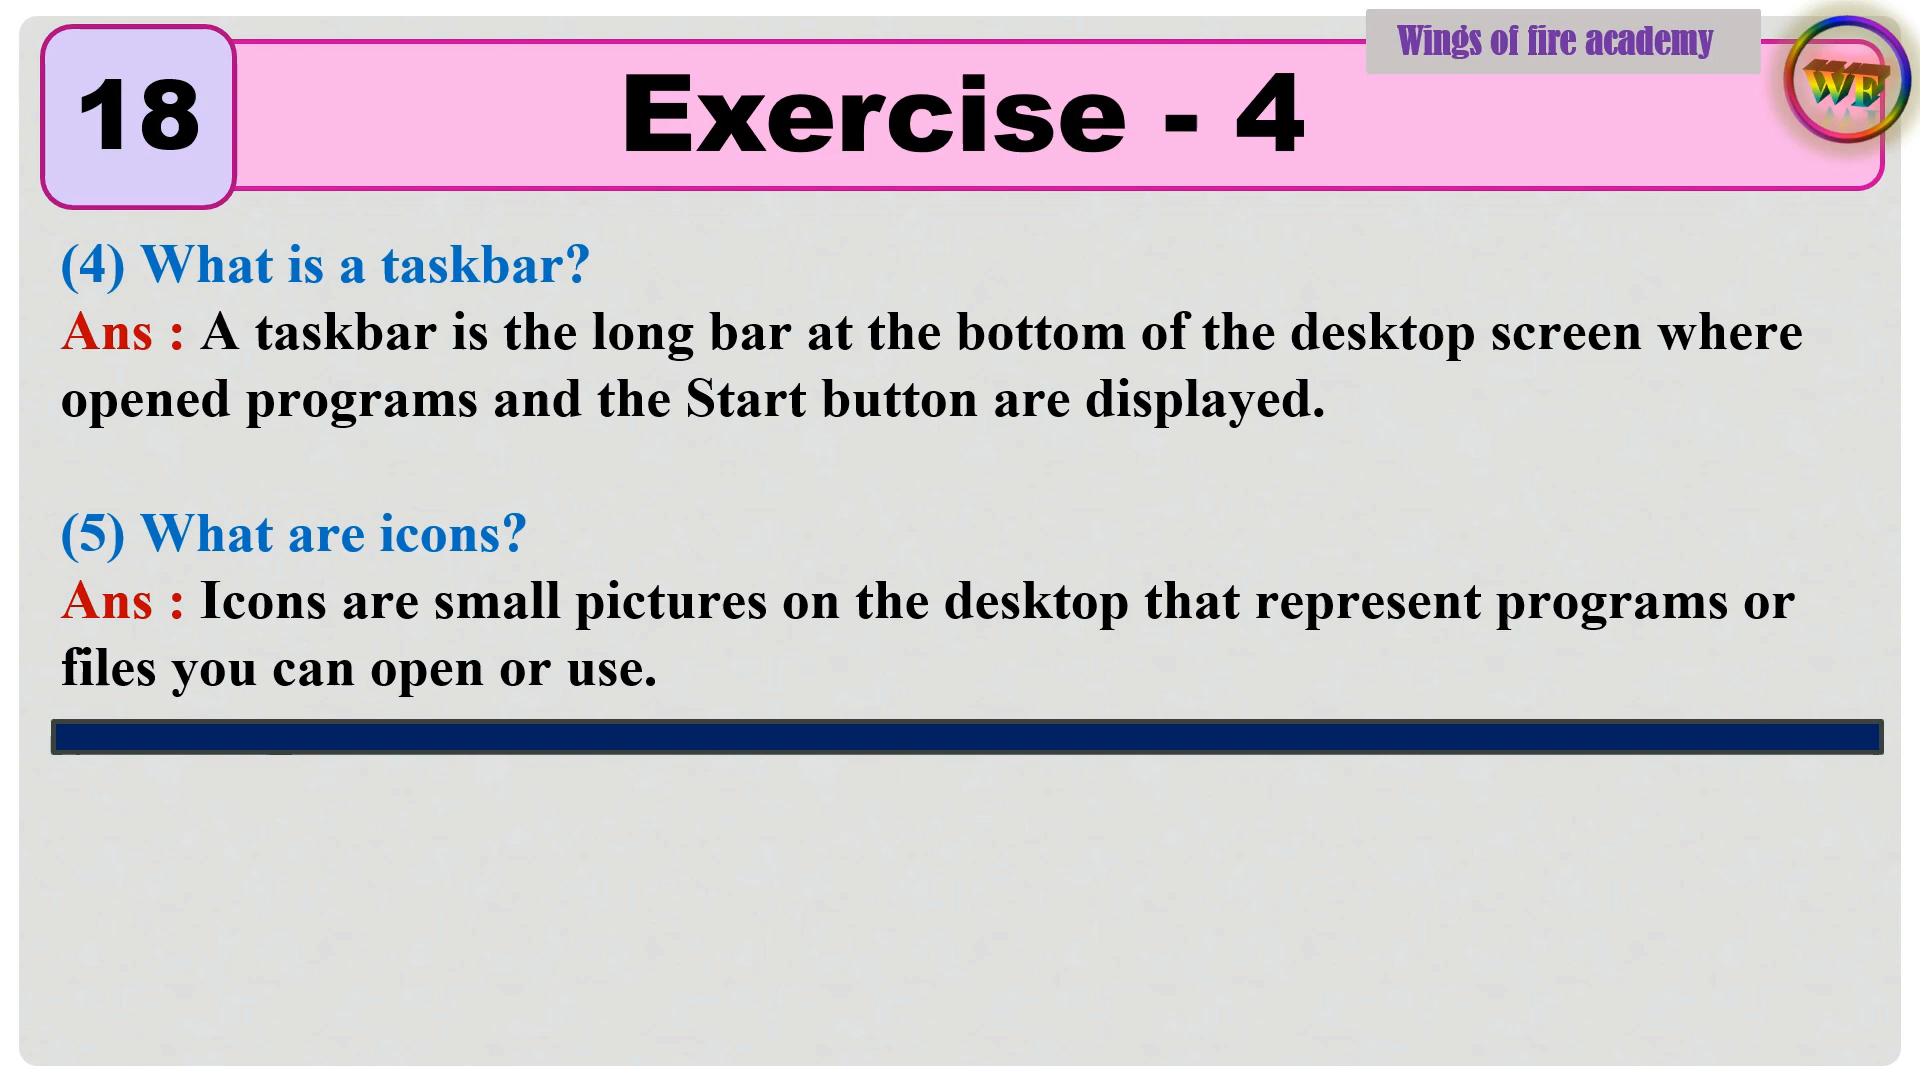 Wings of fire academy
WE
18
Exercise - 4
(4) What is a taskbar?
Ans : A taskbar is the long bar at the bottom of the desktop screen where
opened programs and the Start button are displayed.
(5) What are icons?
Ans : Icons are small pictures on the desktop that represent programs or
files you can open or use.